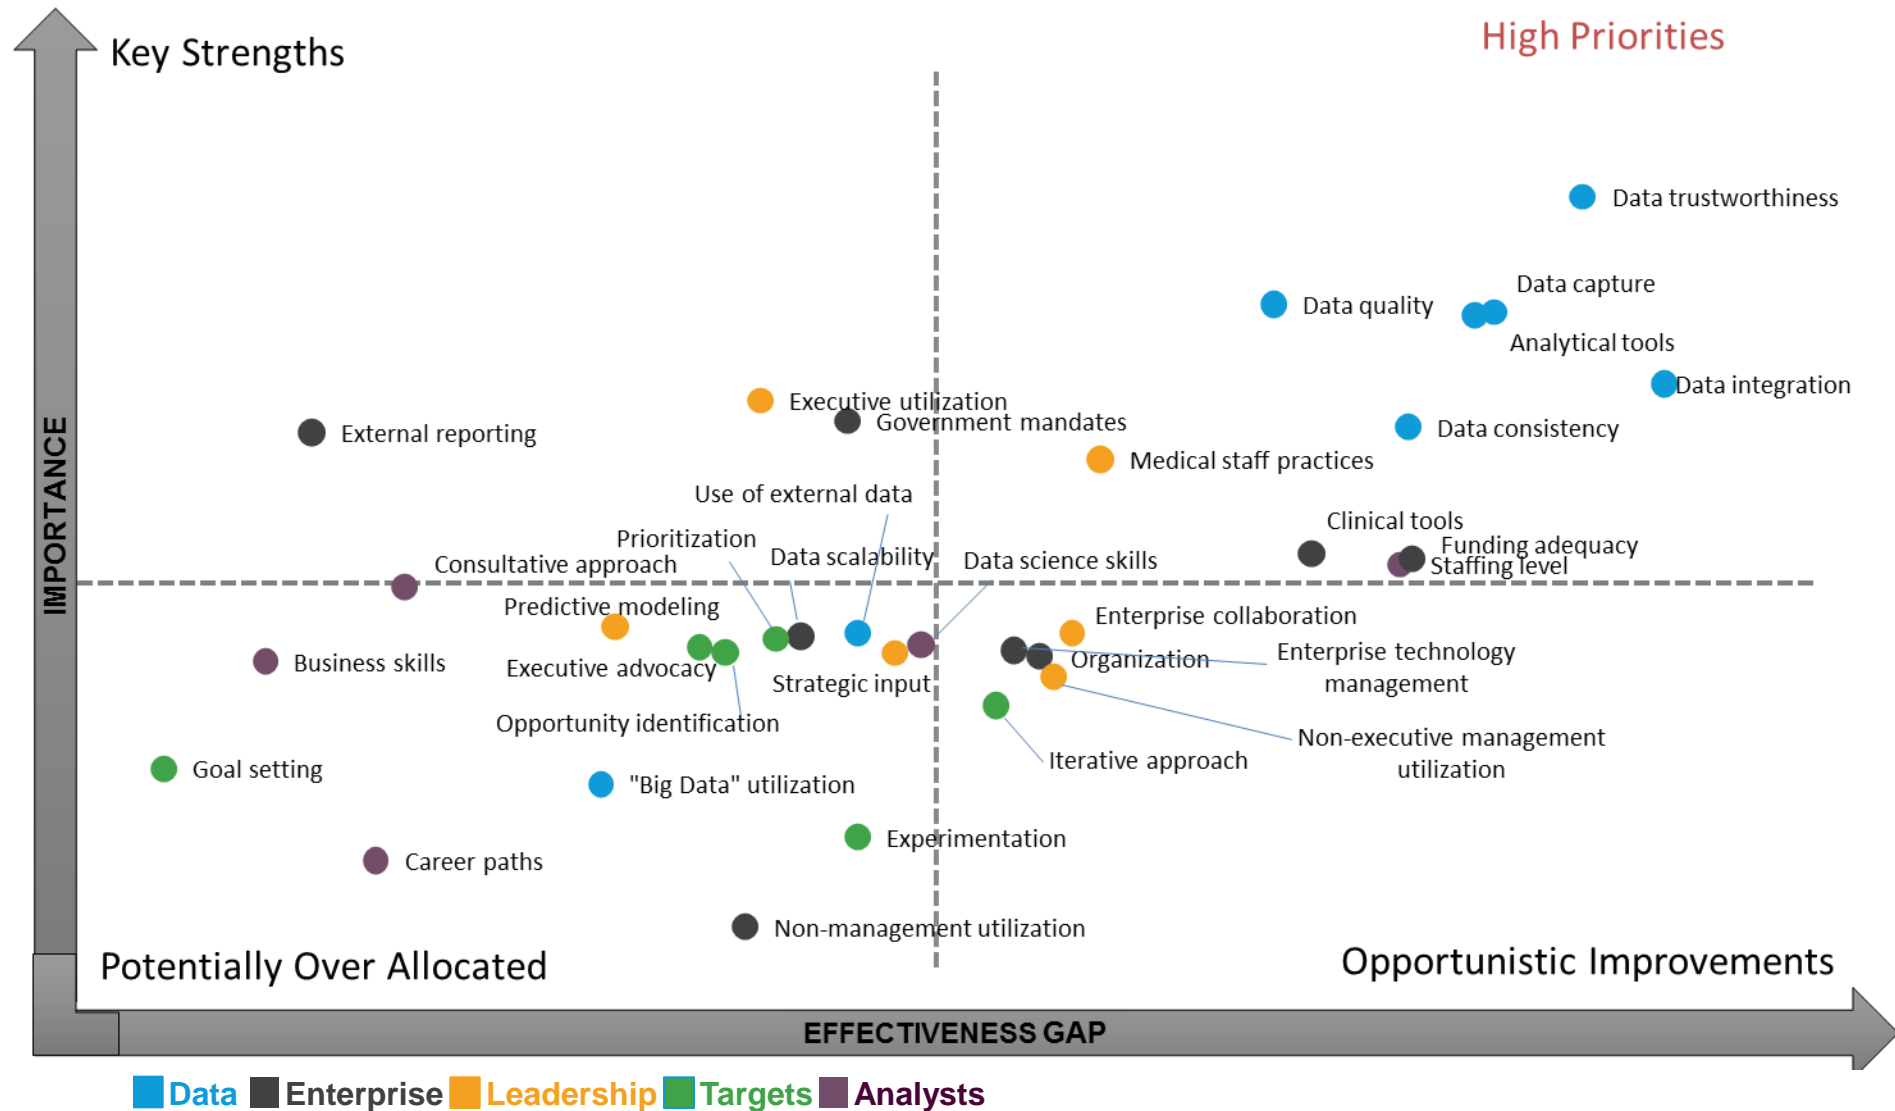 Key Strengths
High Priorities
Data trustworthiness
Data capture
Data quality
Analytical tools
Data integration
Executive utilization
Government mandates
External reporting
Data consistency
Medical staff practices
Use of external data
Clinical tools
Prioritization
Data scalability
Funding adequacy
Data science skills
Consultative approach
Staffing level
IMPORTANCE
Predictive modeling
Enterprise collaboration
Enterprise technology
management
Organization
Business skills
Executive advocacy
Strategic input
Opportunity identification
Non-executive management
utilization
Iterative approach
Goal setting
"Big Data" utilization
Experimentation
Career paths
Non-management utilization
Potentially Over Allocated
Opportunistic Improvements
EFFECTIVENESS GAP
Data Enterprise Leadership Targets Analysts